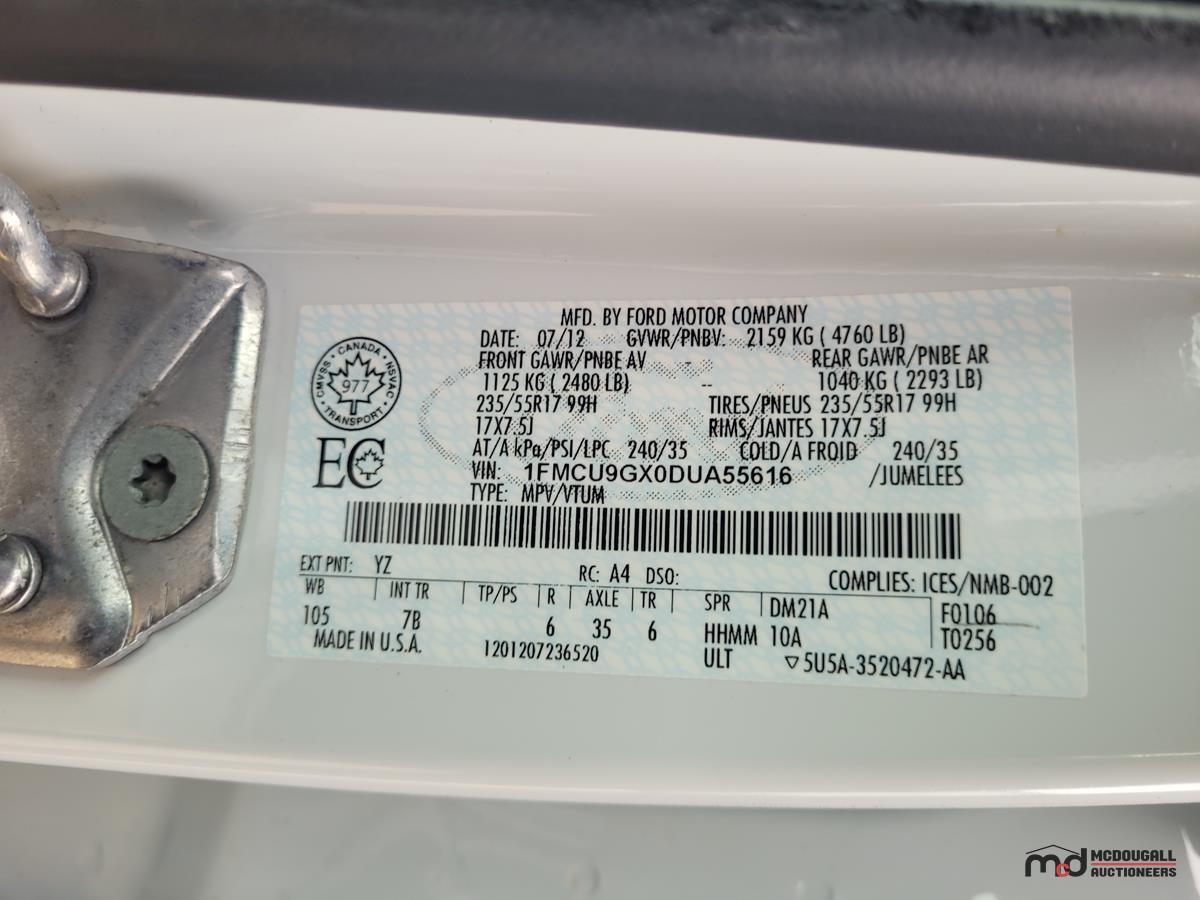 MFD. BY FORD MOTOR COMPANY
DATE: 07/12 GVWR/PNBV: 2159 KG ( 4760 LB)
FRONT GAWR/PNBE AV - REAR GAWR/PNBE AR
1125 KG ( 2480 LB) -- 1040 KG ( 2293 LB)
235/55R17 99H TIRES/PNEUS 235/55R17 99H
17X7.5J RIMS/JANTES 17X7.5J
AT/A kPa/PSI/LPC 240/35 COLD/A FROID 240/35
VIN: 1FMCU9GX0DUA55616 /JUMELEES
TYPE: MPV/VTUM
CANADA
CMVSS NSVAC
977
TRANSPORT
EC
EXT PNT: YZ RC: A4 DSO: COMPLIES: ICES/NMB-002
WB INT TR TP/PS R AXLE TR SPR DM21A F0106
105 7B 6 35 6 HHMM 10A T0256
MADE IN U.S.A. 1201207236520 ULT ▽5U5A-3520472-AA
mcd MCDOUGALL
AUCTIONEERS